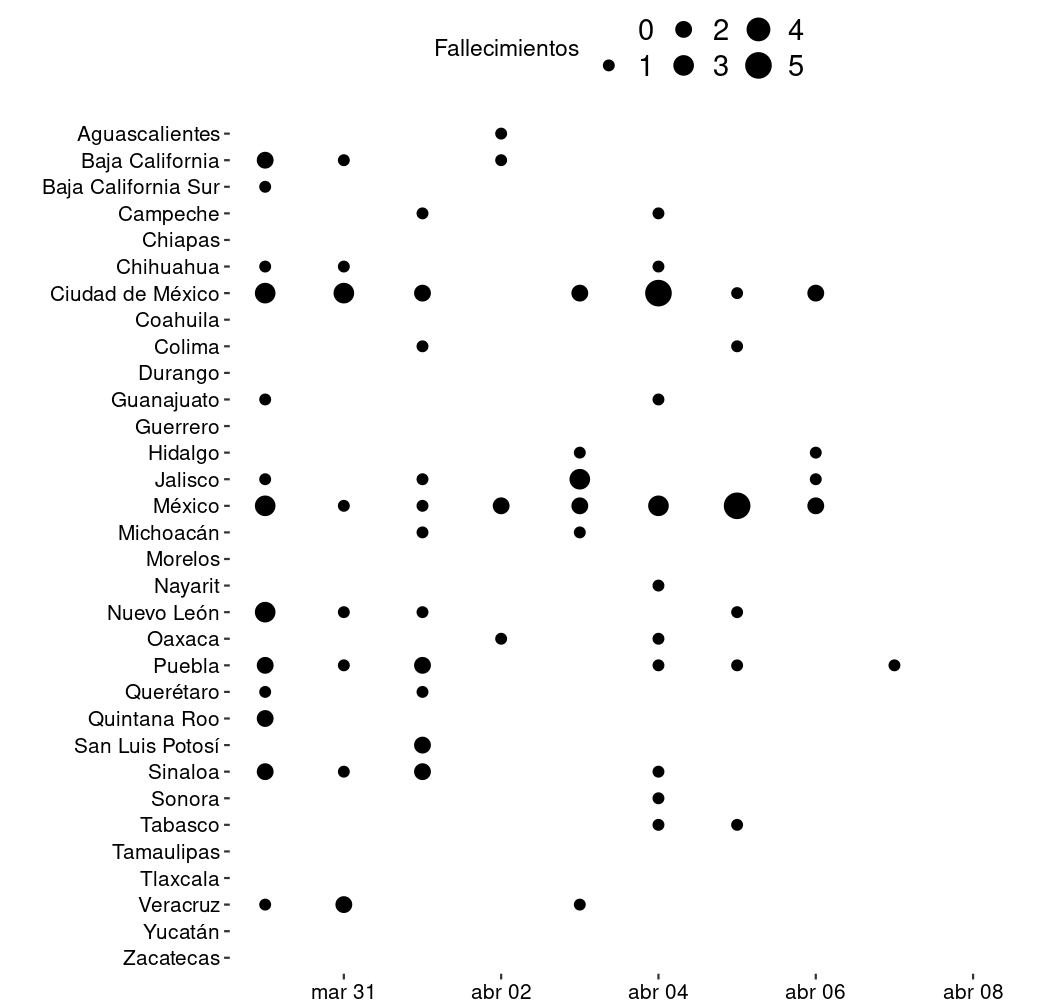 Fallecimientos
0 2 4
1 3 5
Aguascalientes
Baja California
Baja California Sur
Campeche
Chiapas
Chihuahua
Ciudad de México
Coahuila
Colima
Durango
Guanajuato
Guerrero
Hidalgo
Jalisco
México
Michoacán
Morelos
Nayarit
Nuevo León
Oaxaca
Puebla
Querétaro
Quintana Roo
San Luis Potosí
Sinaloa
Sonora
Tabasco
Tamaulipas
Tlaxcala
Veracruz
Yucatán
Zacatecas
mar 31 abr 02 abr 04 abr 06 abr 08